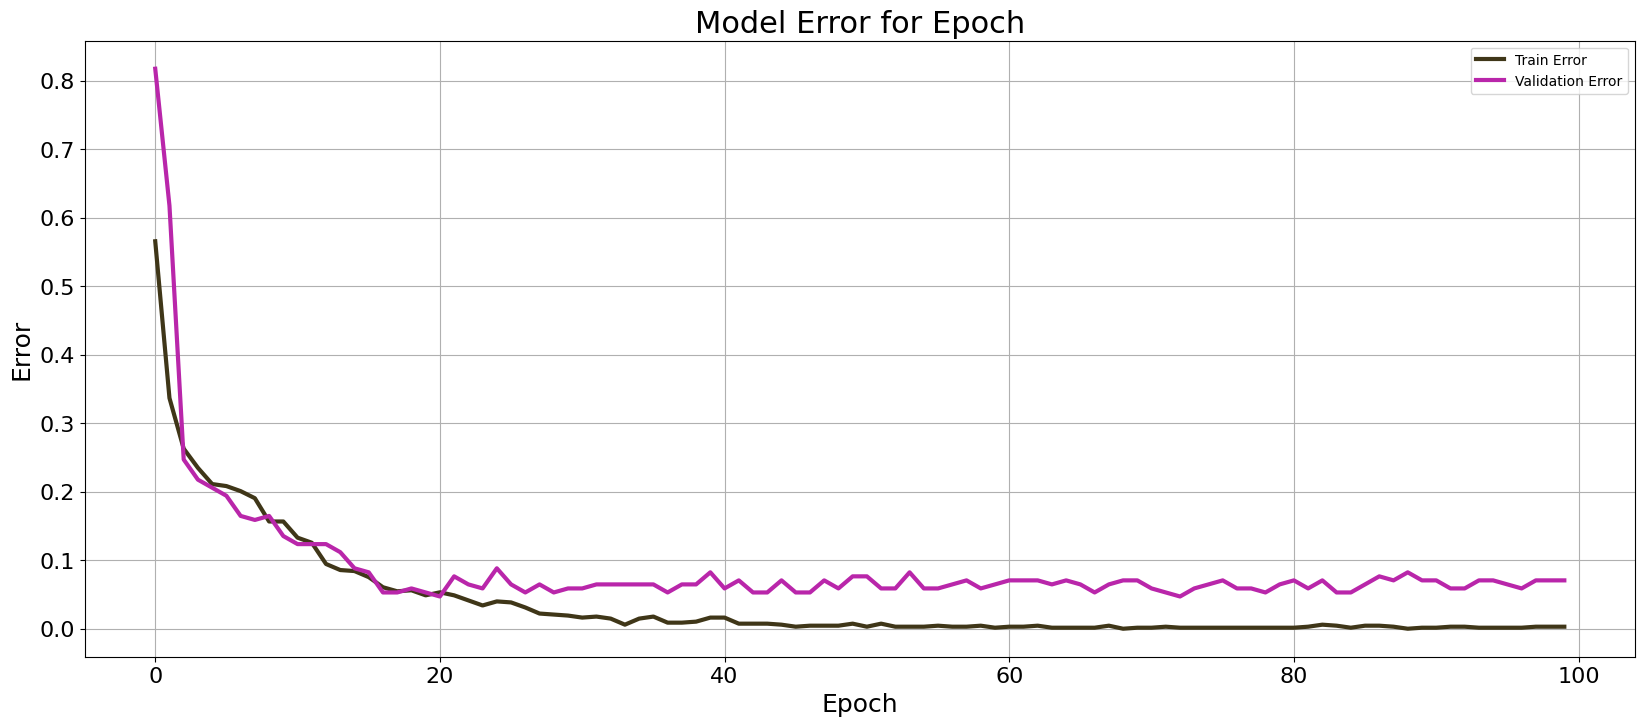 Model Error for Epoch
Train Error
Validation Error
0.8
0.7
0.6
0.5
0.4
0.3
0.2
0.1
0.0
Error
0 20 40 60 80 100
Epoch